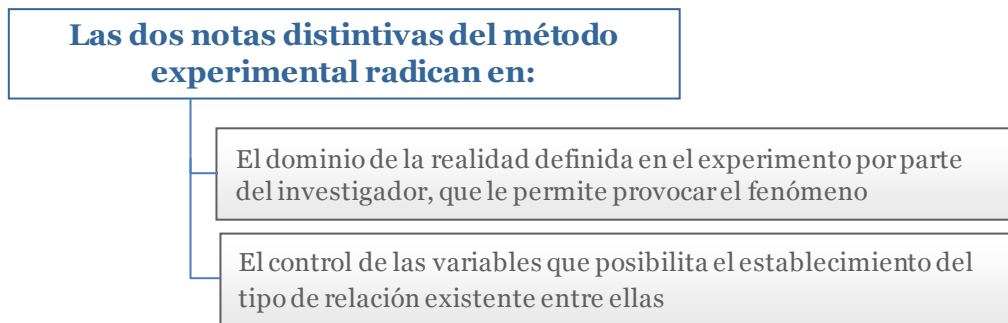 Las dos notas distintivas del método
experimental radican en:
El dominio de la realidad definida en el experimento por parte
del investigador, que le permite provocar el fenómeno
El control de las variables que posibilita el establecimiento del
tipo de relación existente entre ellas